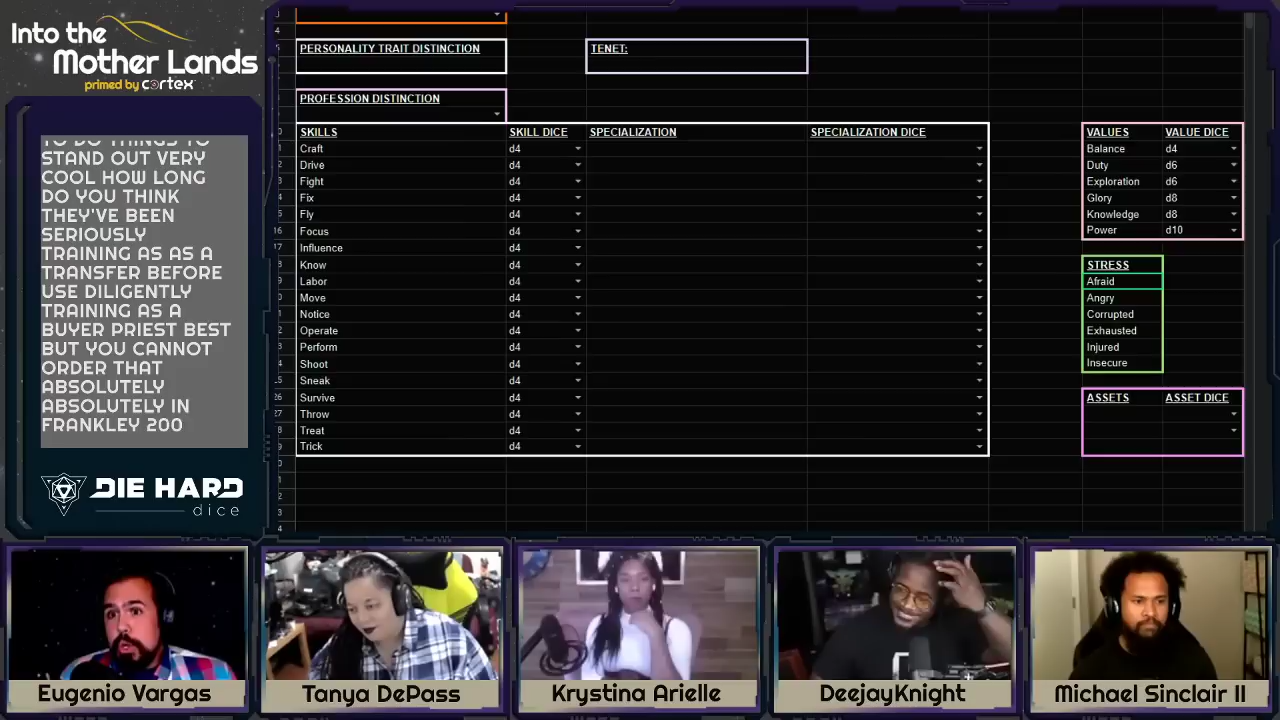 Into the
Mother Lands
primed by cortex
TO DO THINGS TO
STAND OUT VERY
COOL HOW LONG
DO YOU THINK
THEY'VE BEEN
SERIOUSLY
TRAINING AS AS A
TRANSFER BEFORE
USE DILIGENTLY
TRAINING AS A
BUYER PRIEST BEST
BUT YOU CANNOT
ORDER THAT
ABSOLUTELY
ABSOLUTELY IN
FRANKLEY 200
DIE HARD
dice
PERSONALITY TRAIT DISTINCTION
TENET:
PROFESSION DISTINCTION
SKILLS SKILL DICE SPECIALIZATION SPECIALIZATION DICE
Craft d4
Drive d4
Fight d4
Fix d4
Fly d4
Focus d4
Influence d4
Know d4
Labor d4
Move d4
Notice d4
Operate d4
Perform d4
Shoot d4
Sneak d4
Survive d4
Throw d4
Treat d4
Trick d4
VALUES VALUE DICE
Balance d4
Duty d6
Exploration d6
Glory d8
Knowledge d8
Power d10
STRESS
Afraid
Angry
Corrupted
Exhausted
Injured
Insecure
ASSETS ASSET DICE
Eugenio Vargas
Tanya DePass
Krystina Arielle
DeejayKnight
Michael Sinclair II